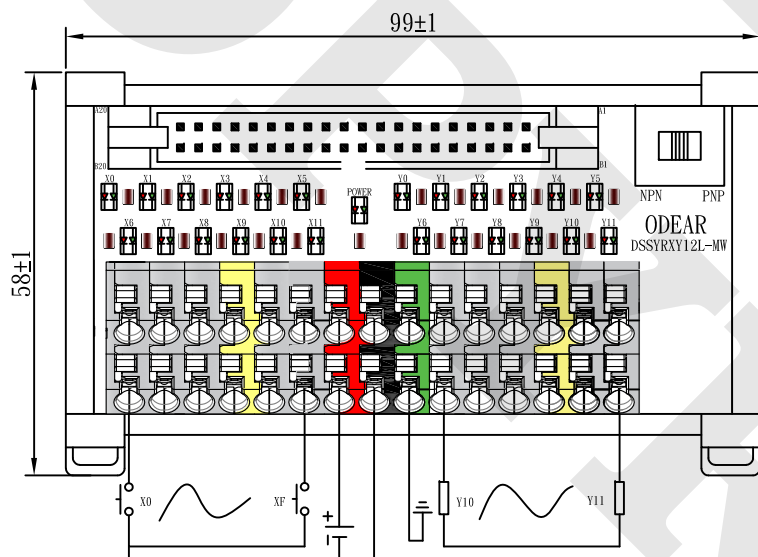 99±1
58±1
A20
A1
B20
B1
X0 X1 X2 X3 X4 X5
POWER
Y0 Y1 Y2 Y3 Y4 Y5
NPN PNP
X6 X7 X8 X9 X10 X11
Y6 Y7 Y8 Y9 Y10 Y11
ODEAR
DSSYRXY12L-MW
X0 XF
+
Y10 Y11